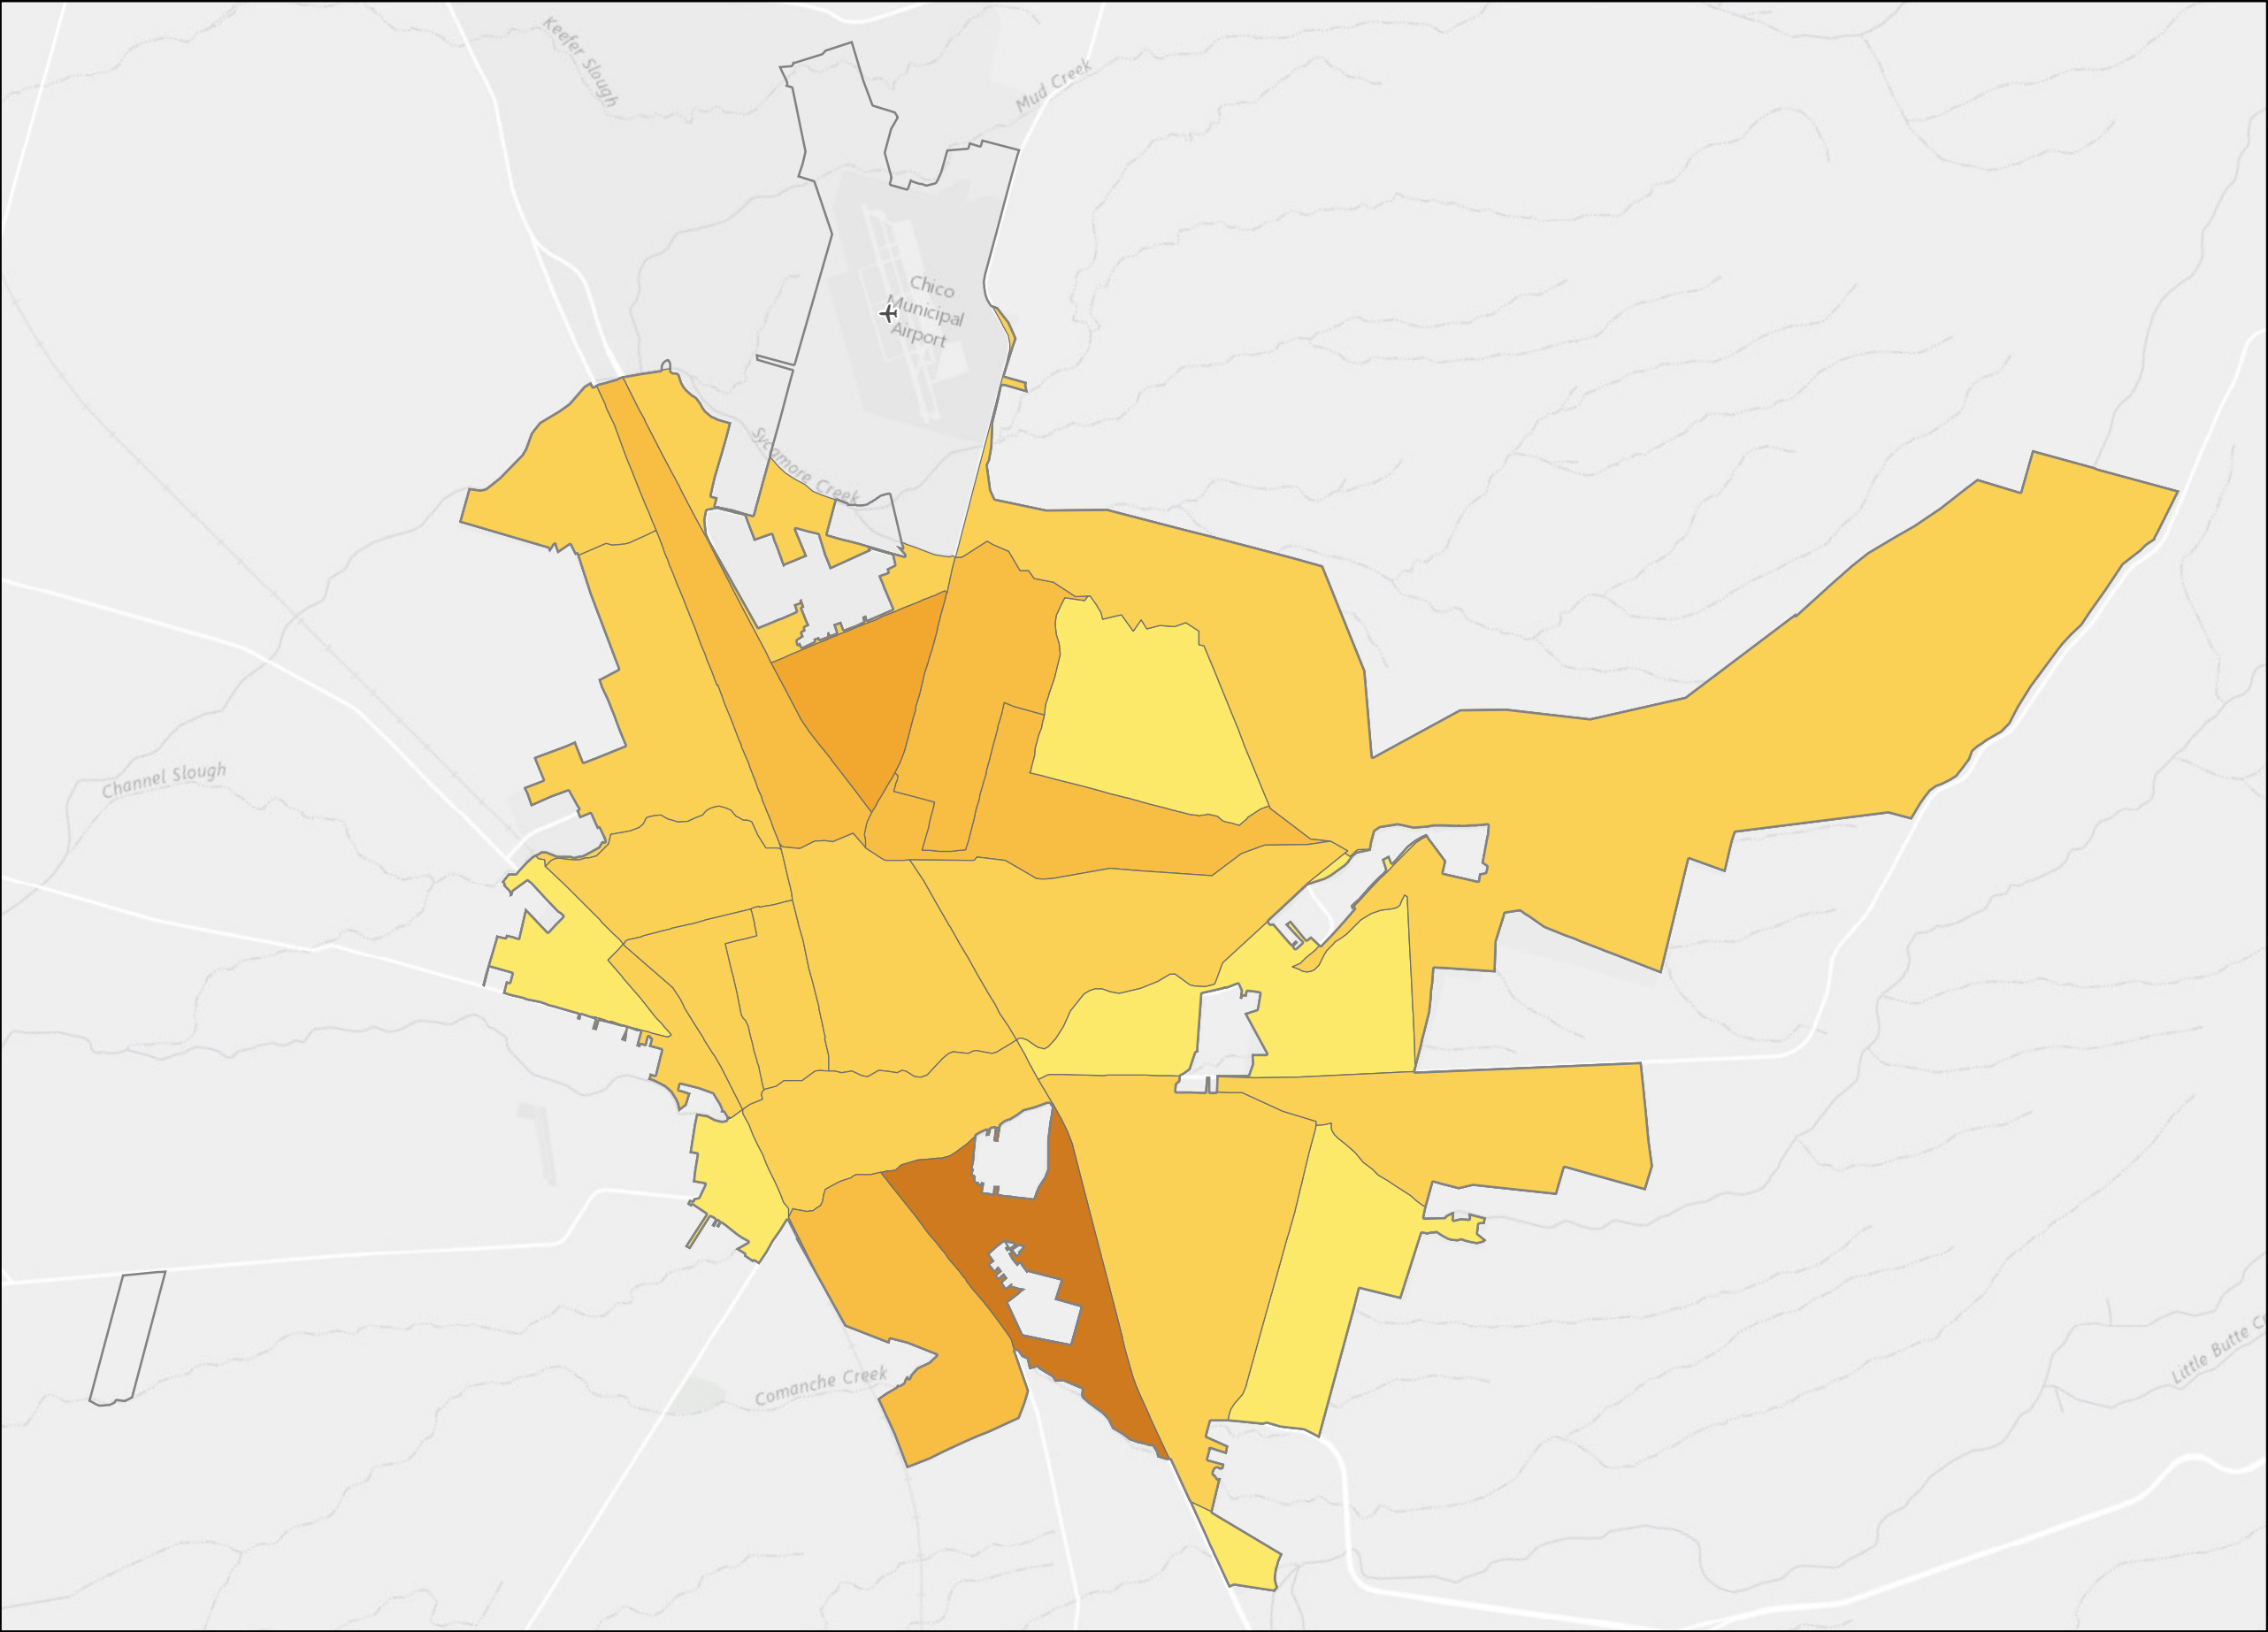 Keefer Slough
Mud Creek
Chico
Municipal
Airport
Sycamore Creek
Channel Slough
Comanche Creek
Little Butte C